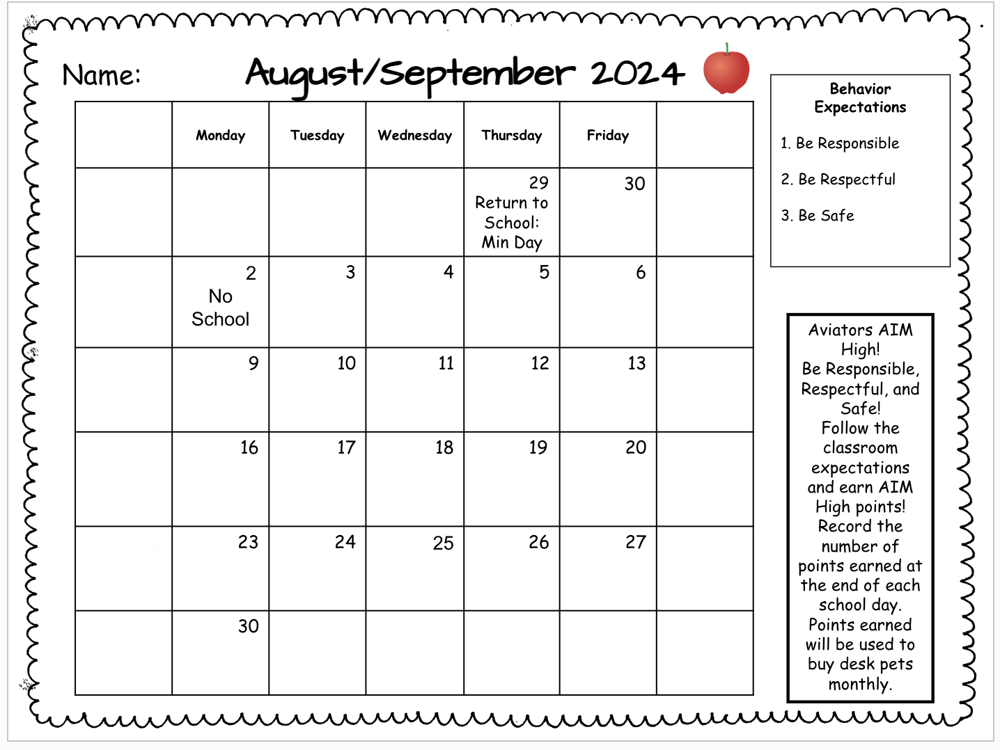 Name:
August/September 2024
Monday Tuesday Wednesday Thursday Friday
29 30
Return to
School:
Min Day
2 3 4 5 6
No
School
9 10 11 12 13
16 17 18 19 20
23 24 25 26 27
30
Behavior
Expectations
1. Be Responsible
2. Be Respectful
3. Be Safe
Aviators AIM
High!
Be Responsible,
Respectful, and
Safe!
Follow the
classroom
expectations
and earn AIM
High points!
Record the
number of
points earned at
the end of each
school day.
Points earned
will be used to
buy desk pets
monthly.